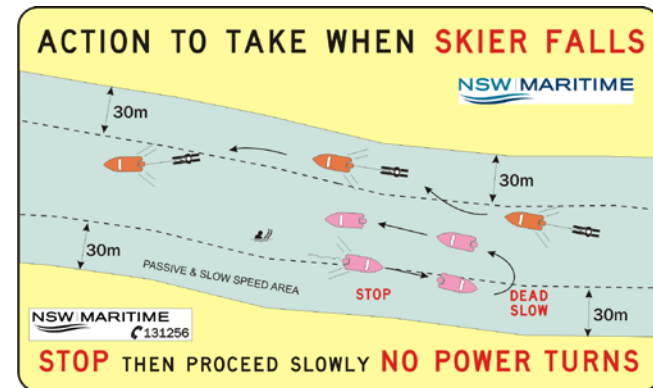 ACTION TO TAKE WHEN SKIER FALLS
NSW MARITIME
30m
30m
30m
PASSIVE & SLOW SPEED AREA
STOP
DEAD
SLOW
30m
NSW MARITIME
131256
STOP THEN PROCEED SLOWLY NO POWER TURNS